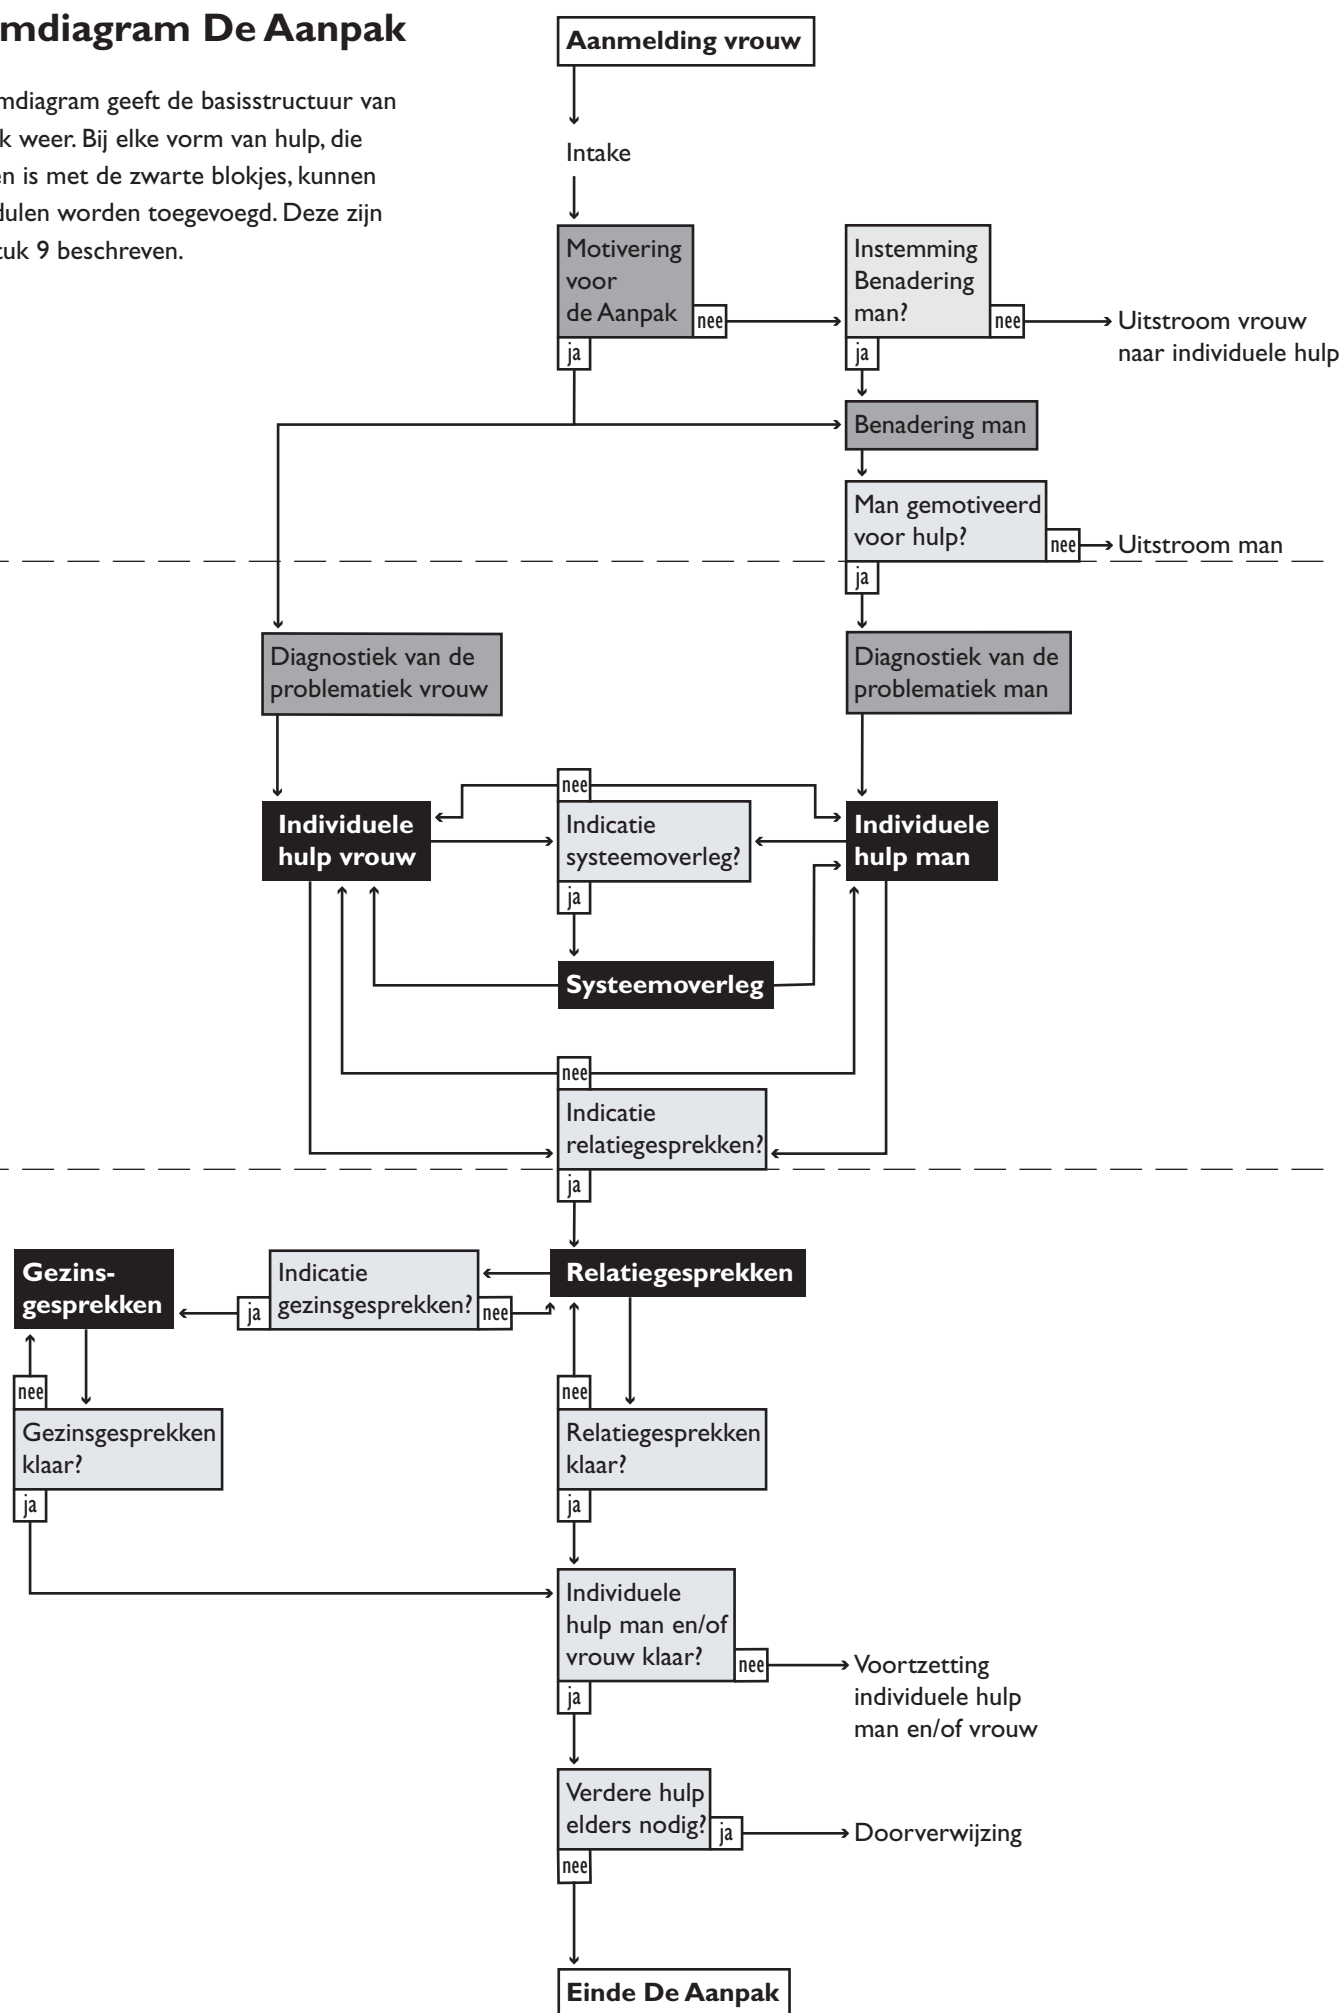 mdiagram De Aanpak
mdiagram geeft de basisstructuur van
k weer. Bij elke vorm van hulp, die
en is met de zwarte blokjes, kunnen
dulen worden toegevoegd. Deze zijn
tuk 9 beschreven.
Aanmelding vrouw
Intake
Motivering
voor
de Aanpak
nee
ja
Instemming
Benadering
man?
nee
ja
Uitstroom vrouw
naar individuele hulp
Benadering man
Man gemotiveerd
voor hulp?
nee
Uitstroom man
ja
Diagnostiek van de
problematiek vrouw
Diagnostiek van de
problematiek man
nee
Individuele
hulp vrouw
Indicatie
systeemoverleg?
ja
Individuele
hulp man
Systeemoverleg
nee
Indicatie
relatiegesprekken?
ja
Gezins-
gesprekken
ja
Indicatie
gezinsgesprekken?
nee
Relatiegesprekken
nee
Gezinsgesprekken
klaar?
ja
nee
Relatiegesprekken
klaar?
ja
Individuele
hulp man en/of
vrouw klaar?
nee
ja
Voortzetting
individuele hulp
man en/of vrouw
Verdere hulp
elders nodig?
ja
Doorverwijzing
nee
Einde De Aanpak